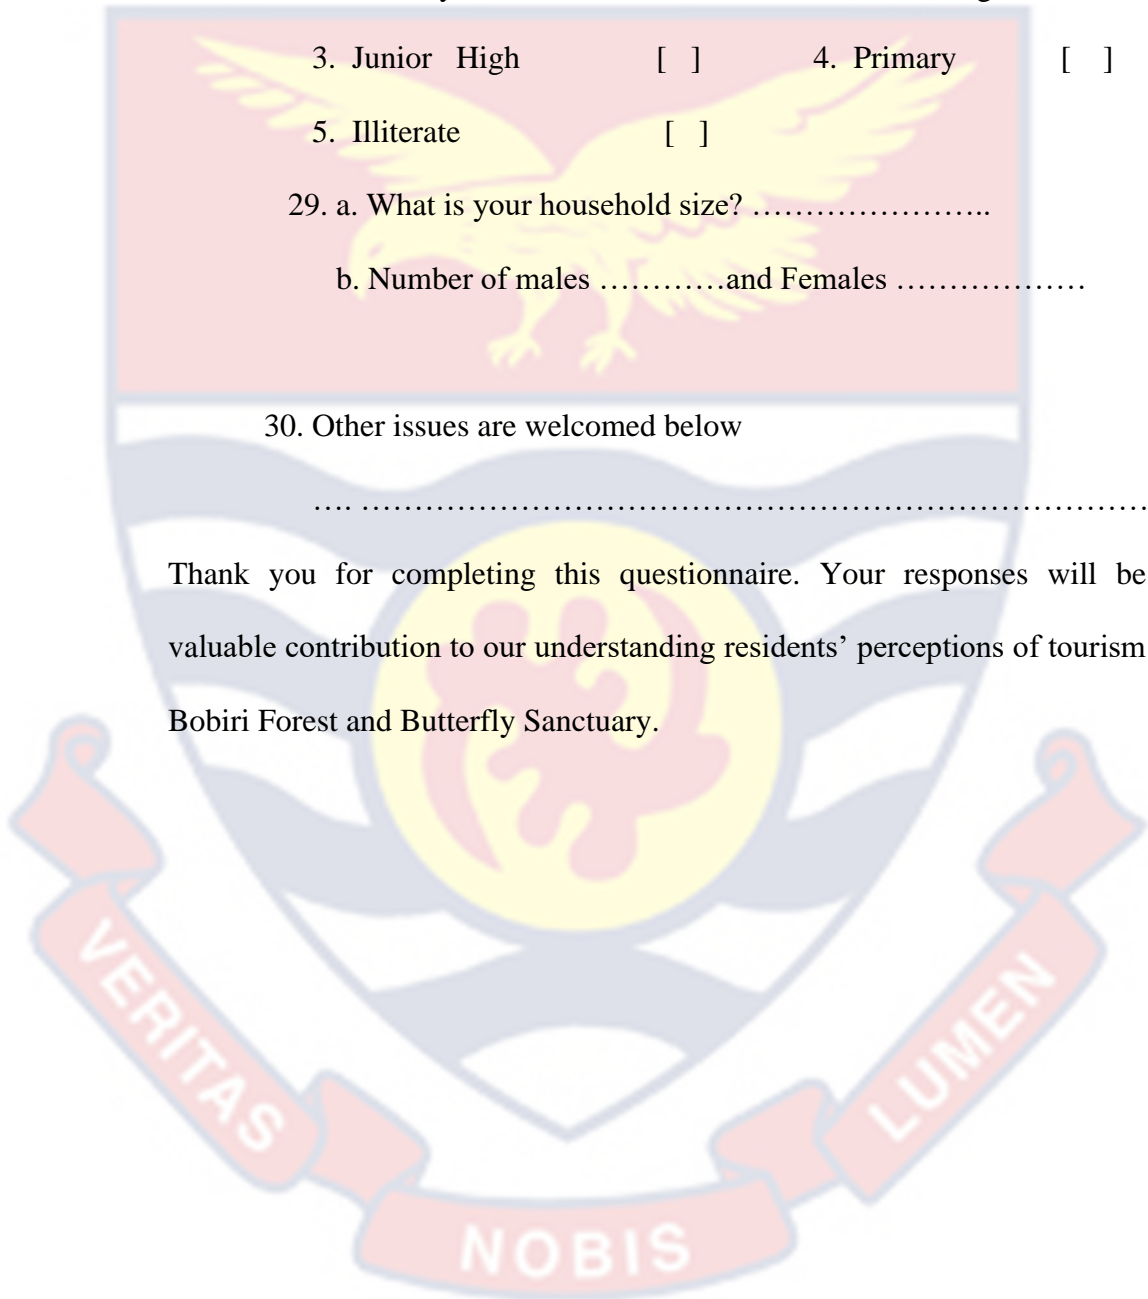 3. Junior High [ ] 4. Primary [ ]
5. Illiterate [ ]
29. a. What is your household size? …………………..
b. Number of males …………and Females ………………
30. Other issues are welcomed below
…. …………………………………………………………………
Thank you for completing this questionnaire. Your responses will be
valuable contribution to our understanding residents’ perceptions of tourism
Bobiri Forest and Butterfly Sanctuary.
VERITAS
NOBIS
LUMEN